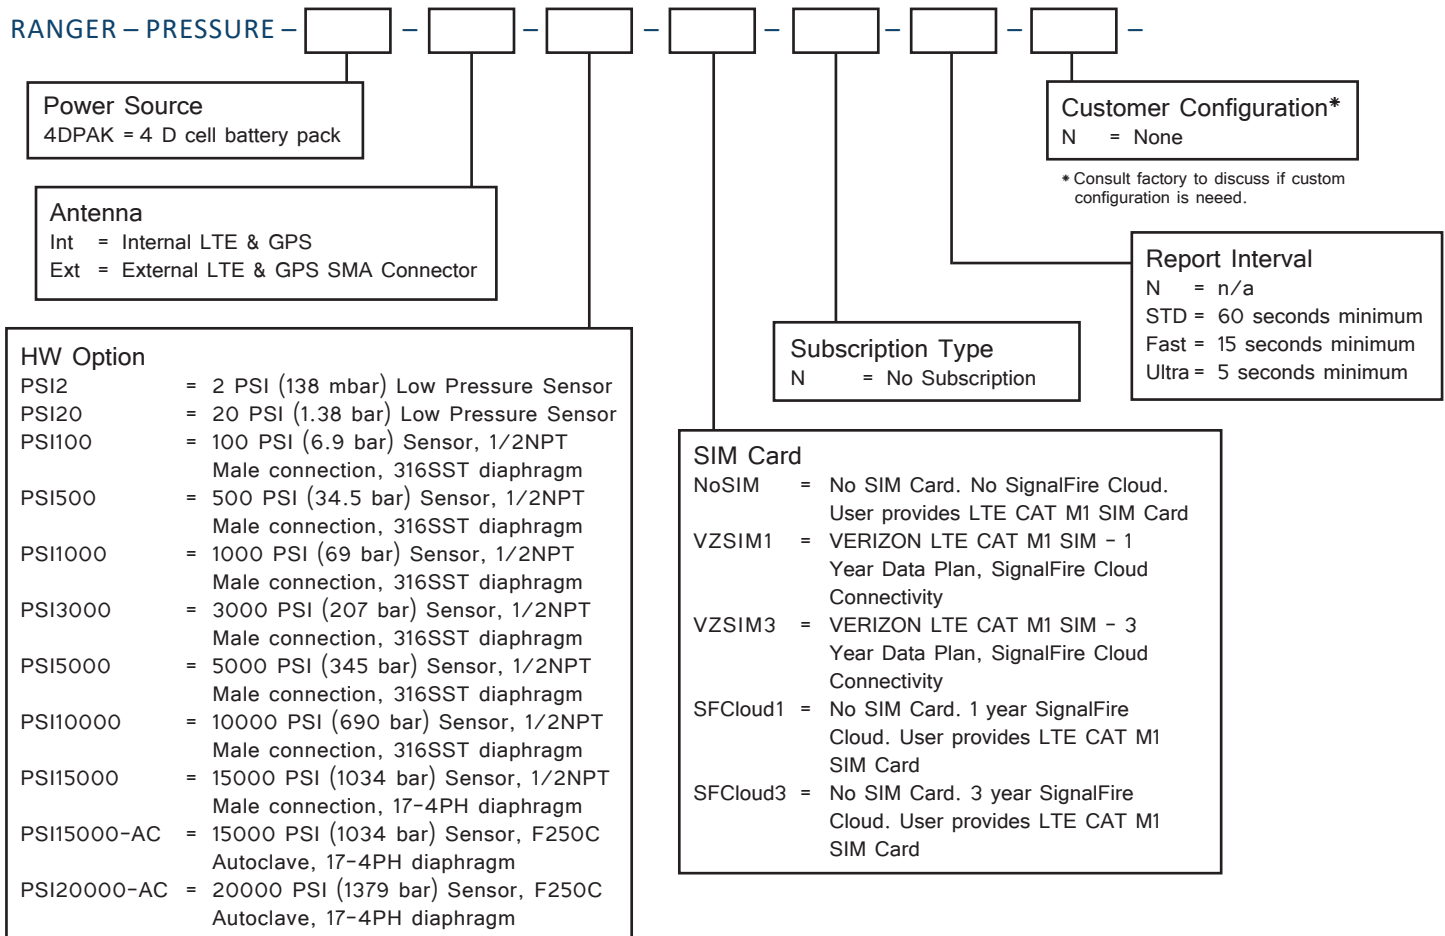 RANGER – PRESSURE – – – – – – – –
Power Source
4DPAK = 4 D cell battery pack
Antenna
Int = Internal LTE & GPS
Ext = External LTE & GPS SMA Connector
HW Option
PSI2 = 2 PSI (138 mbar) Low Pressure Sensor
PSI20 = 20 PSI (1.38 bar) Low Pressure Sensor
PSI100 = 100 PSI (6.9 bar) Sensor, 1/2NPT
Male connection, 316SST diaphragm
PSI500 = 500 PSI (34.5 bar) Sensor, 1/2NPT
Male connection, 316SST diaphragm
PSI1000 = 1000 PSI (69 bar) Sensor, 1/2NPT
Male connection, 316SST diaphragm
PSI3000 = 3000 PSI (207 bar) Sensor, 1/2NPT
Male connection, 316SST diaphragm
PSI5000 = 5000 PSI (345 bar) Sensor, 1/2NPT
Male connection, 316SST diaphragm
PSI10000 = 10000 PSI (690 bar) Sensor, 1/2NPT
Male connection, 316SST diaphragm
PSI15000 = 15000 PSI (1034 bar) Sensor, 1/2NPT
Male connection, 17-4PH diaphragm
PSI15000-AC = 15000 PSI (1034 bar) Sensor, F250C
Autoclave, 17-4PH diaphragm
PSI20000-AC = 20000 PSI (1379 bar) Sensor, F250C
Autoclave, 17-4PH diaphragm
SIM Card
NoSIM = No SIM Card. No SignalFire Cloud.
User provides LTE CAT M1 SIM Card
VZSIM1 = VERIZON LTE CAT M1 SIM - 1
Year Data Plan, SignalFire Cloud
Connectivity
VZSIM3 = VERIZON LTE CAT M1 SIM - 3
Year Data Plan, SignalFire Cloud
Connectivity
SFCloud1 = No SIM Card. 1 year SignalFire
Cloud. User provides LTE CAT M1
SIM Card
SFCloud3 = No SIM Card. 3 year SignalFire
Cloud. User provides LTE CAT M1
SIM Card
Subscription Type
N = No Subscription
Report Interval
N = n/a
STD = 60 seconds minimum
Fast = 15 seconds minimum
Ultra = 5 seconds minimum
Customer Configuration*
N = None
* Consult factory to discuss if custom
configuration is neeed.